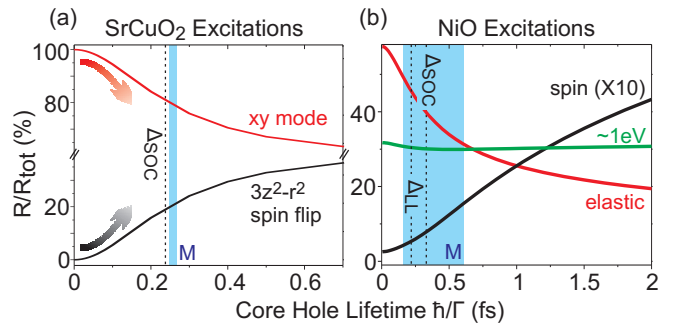 SrCuO₂ Excitations
NiO Excitations
(a)
(b)
R/Rtot (%)
100
80
20
0
xy mode
ΔSOC
3z²-r²
spin flip
M
0
0.2
0.4
0.6
40
20
0
ΔSOC
ΔLL
spin (X10)
~1eV
elastic
M
0
0.5
1
1.5
2
Core Hole Lifetime ħ/Γ (fs)